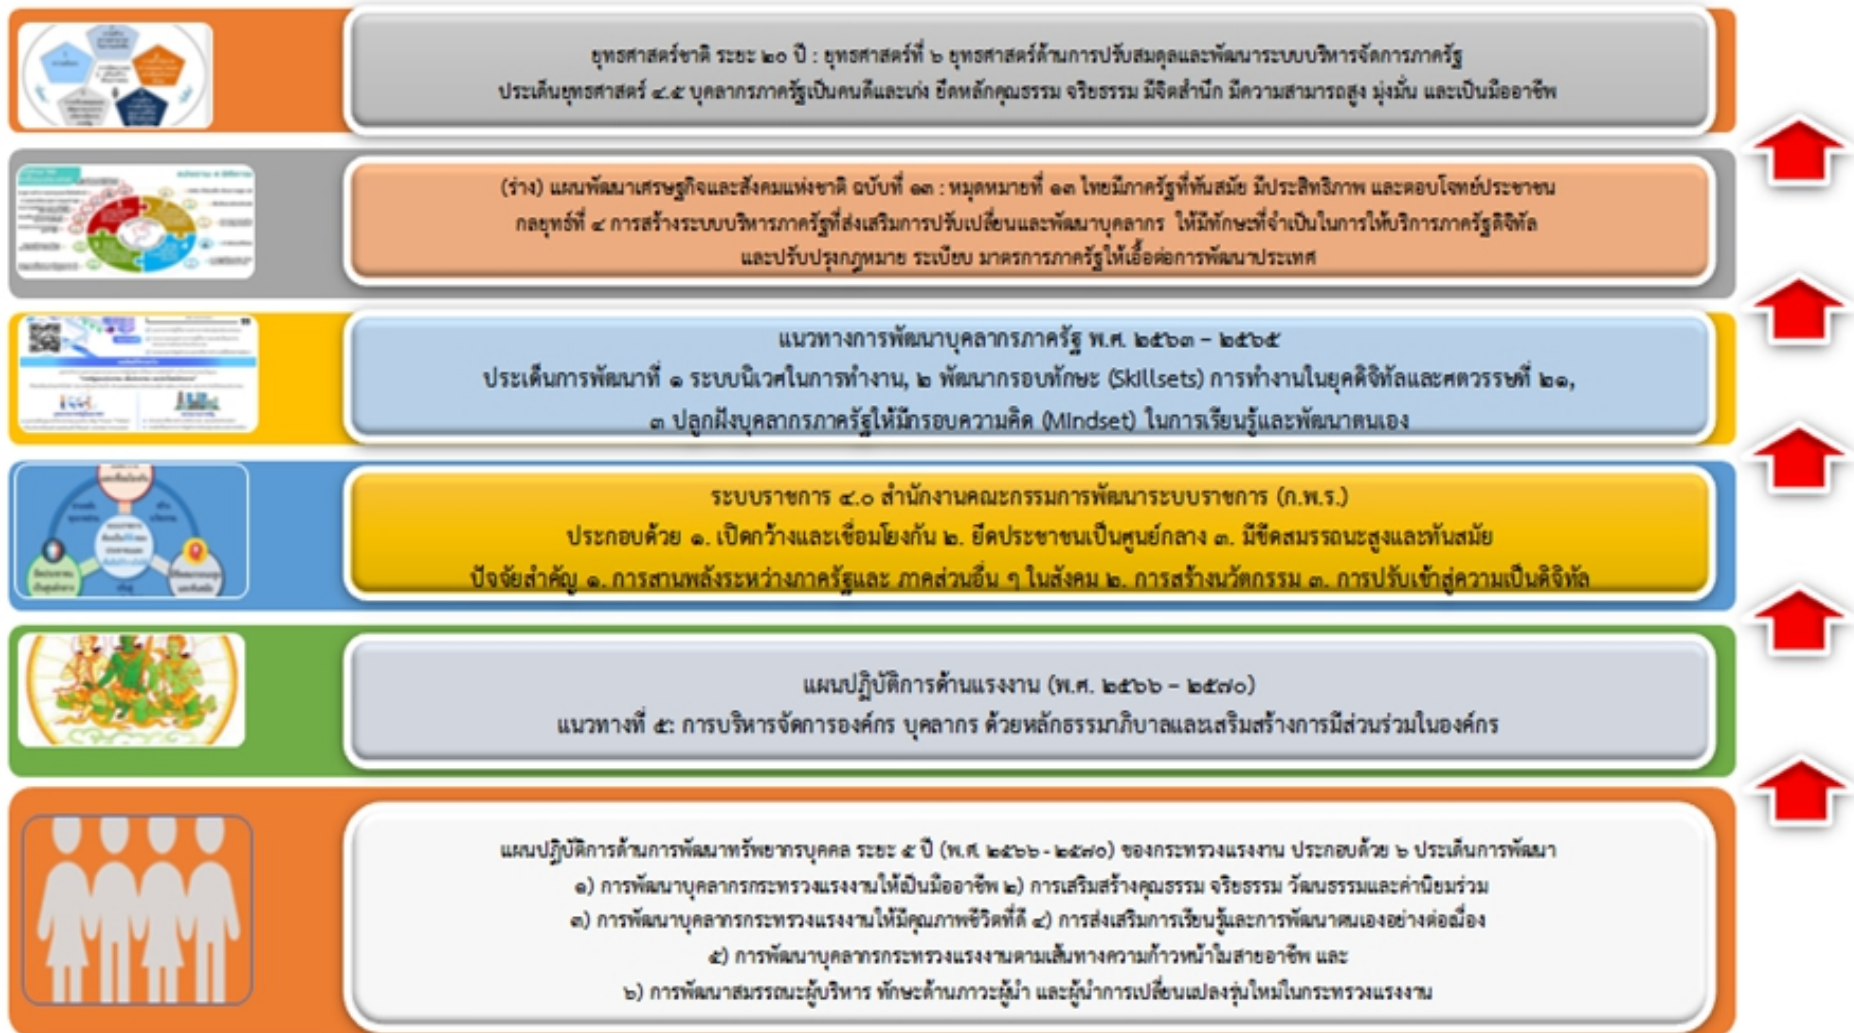 ยุทธศาสตร์ชาติ ระยะ ๒๐ ปี : ยุทธศาสตร์ที่ ๖ ยุทธศาสตร์ด้านการปรับสมดุลและพัฒนาระบบบริหารจัดการภาครัฐ
ประเด็นยุทธศาสตร์ ๔.๕ บุคลากรภาครัฐเป็นคนดีและเก่ง ยึดหลักคุณธรรม จริยธรรม มีจิตสำนึก มีความสามารถสูง มุ่งมั่น และเป็นมืออาชีพ
(ร่าง) แผนพัฒนาเศรษฐกิจและสังคมแห่งชาติ ฉบับที่ ๑๓ : หมุดหมายที่ ๑๓ ไทยมีภาครัฐที่ทันสมัย มีประสิทธิภาพ และตอบโจทย์ประชาชน
กลยุทธ์ที่ ๔ การสร้างระบบบริหารภาครัฐที่ส่งเสริมการปรับเปลี่ยนและพัฒนาบุคลากร ให้มีทักษะที่จำเป็นในการให้บริการภาครัฐดิจิทัล
และปรับปรุงกฎหมาย ระเบียบ มาตรการภาครัฐให้เอื้อต่อการพัฒนาประเทศ
แนวทางการพัฒนาบุคลากรภาครัฐ พ.ศ. ๒๕๖๓ – ๒๕๖๕
ประเด็นการพัฒนาที่ ๑ ระบบนิเวศในการทำงาน, ๒ พัฒนากรอบทักษะ (Skillsets) การทำงานในยุคดิจิทัลและศตวรรษที่ ๒๑,
๓ ปลูกฝังบุคลากรภาครัฐให้มีกรอบความคิด (Mindset) ในการเรียนรู้และพัฒนาตนเอง
ระบบราชการ ๔.๐ สำนักงานคณะกรรมการพัฒนาระบบราชการ (ก.พ.ร.)
ประกอบด้วย ๑. เปิดกว้างและเชื่อมโยงกัน ๒. ยึดประชาชนเป็นศูนย์กลาง ๓. มีขีดสมรรถนะสูงและทันสมัย
ปัจจัยสำคัญ ๑. การสานพลังระหว่างภาครัฐและ ภาคส่วนอื่น ๆ ในสังคม ๒. การสร้างนวัตกรรม ๓. การปรับเข้าสู่ความเป็นดิจิทัล
แผนปฏิบัติการด้านแรงงาน (พ.ศ. ๒๕๖๖ – ๒๕๗๐)
แนวทางที่ ๕: การบริหารจัดการองค์กร บุคลากร ด้วยหลักธรรมาภิบาลและเสริมสร้างการมีส่วนร่วมในองค์กร
แผนปฏิบัติการด้านการพัฒนาทรัพยากรบุคคล ระยะ ๕ ปี (พ.ศ. ๒๕๖๖ - ๒๕๗๐) ของกระทรวงแรงงาน ประกอบด้วย ๖ ประเด็นการพัฒนา
๑) การพัฒนาบุคลากรกระทรวงแรงงานให้เป็นมืออาชีพ ๒) การเสริมสร้างคุณธรรม จริยธรรม วัฒนธรรมและค่านิยมร่วม
๓) การพัฒนาบุคลากรกระทรวงแรงงานให้มีคุณภาพชีวิตที่ดี ๔) การส่งเสริมการเรียนรู้และการพัฒนาตนเองอย่างต่อเนื่อง
๕) การพัฒนาบุคลากรกระทรวงแรงงานตามเส้นทางความก้าวหน้าในสายอาชีพ และ
๖) การพัฒนาสมรรถนะผู้บริหาร ทักษะด้านภาวะผู้นำ และผู้นำการเปลี่ยนแปลงรุ่นใหม่ในกระทรวงแรงงาน